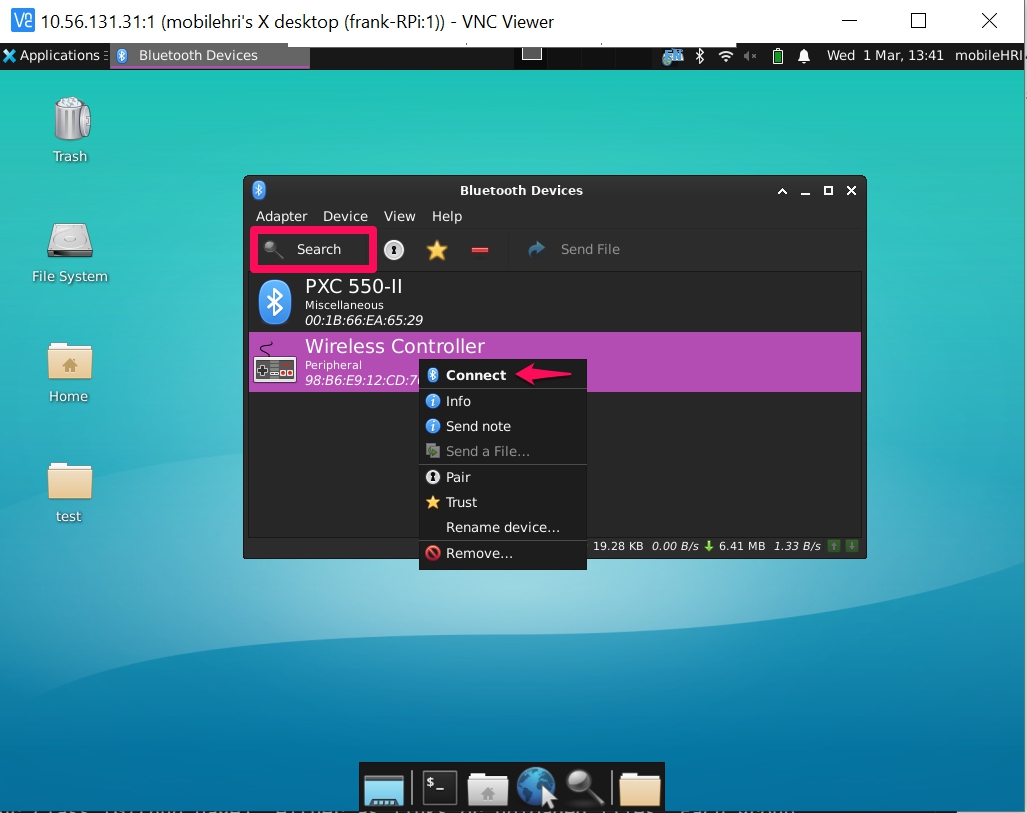 10.56.131.31:1 (mobilehri's X desktop (frank-RPi:1)) - VNC Viewer
Applications
Bluetooth Devices
Wed 1 Mar, 13:41
mobileHRI
Trash
File System
Home
test
Bluetooth Devices
Adapter Device View Help
Search
Send File
PXC 550-II
Miscellaneous
00:1B:66:EA:65:29
Wireless Controller
Peripheral
98:B6:E9:12:CD:7
Connect
Info
Send note
Send a File...
Pair
Trust
Rename device...
Remove...
19.28 KB 0.00 B/s 6.41 MB 1.33 B/s